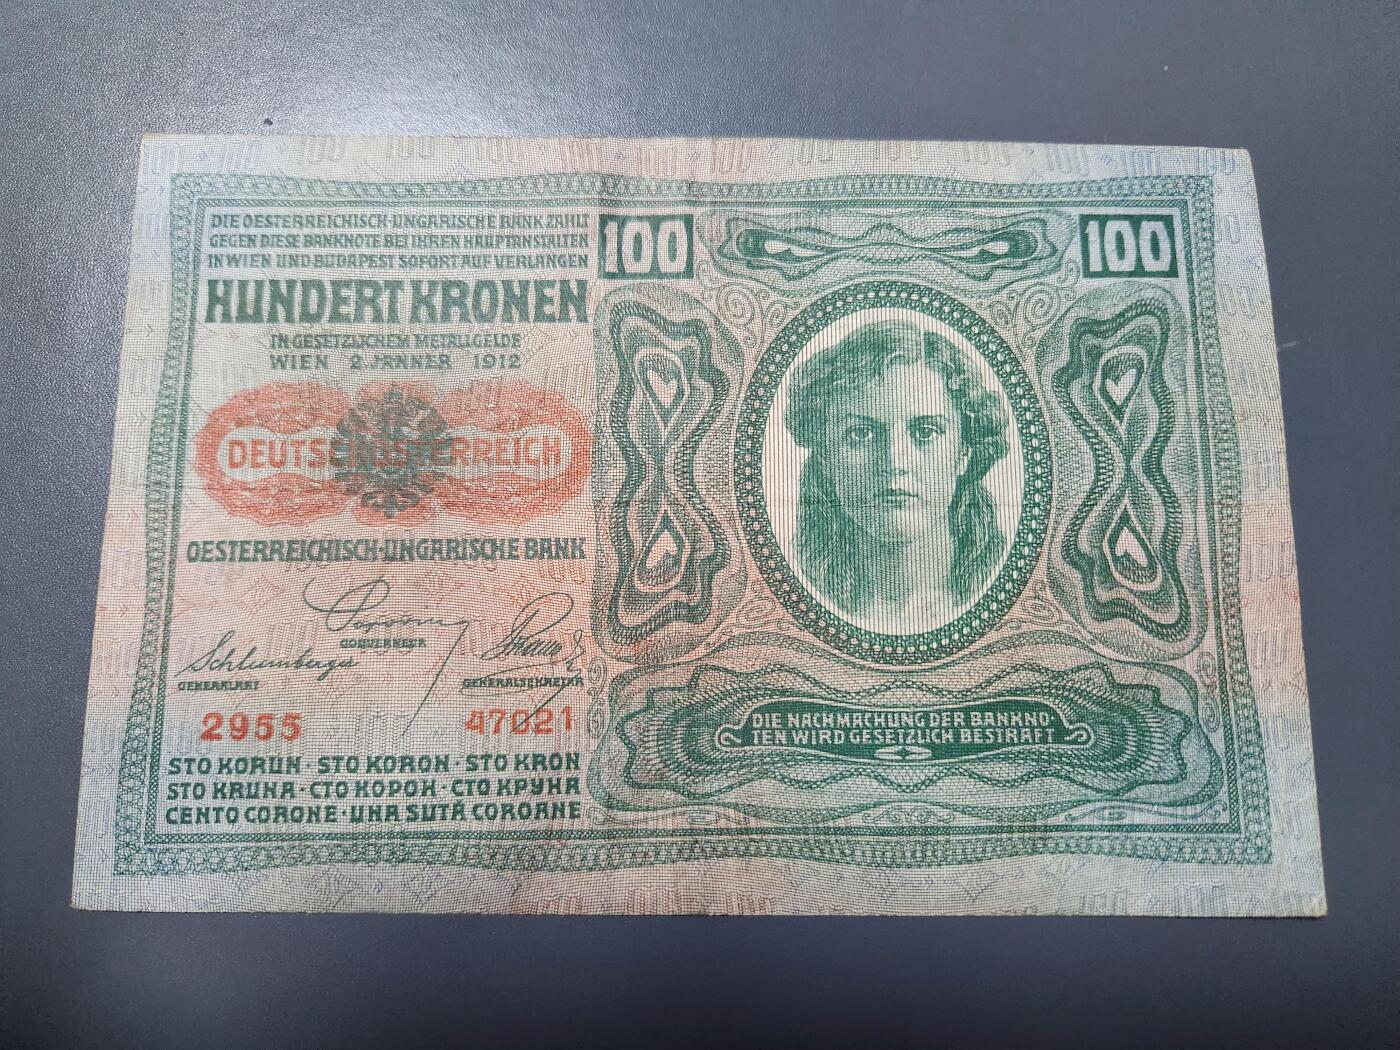 DIE OESTERREICHISCH-UNGARISCHE BANK ZAHLT
GEGEN DIESE BANKNOTE BEI IHREN HAUPTANSTALTEN
IN WIEN UND BUDAPEST SOFORT AUF VERLANGEN
HUNDERT KRONEN
IN GESETZLICHEM METALLGELDE
WIEN 2. JÄNNER 1912
DEUTSCHÖSTERREICH
OESTERREICHISCH-UNGARISCHE BANK
GOUVERNEUR
Schlumberger
GENERALRAT
GENERALSEKRETÄR
2955 47021
STO KORUN · STO KORON · STO KRON
STO KRUNA · СТО КОРОН · СТО КРУНА
CENTO CORONE · UNA SUTĂ COROANE
100
100
DIE NACHMACHUNG DER BANKNO-
TEN WIRD GESETZLICH BESTRAFT